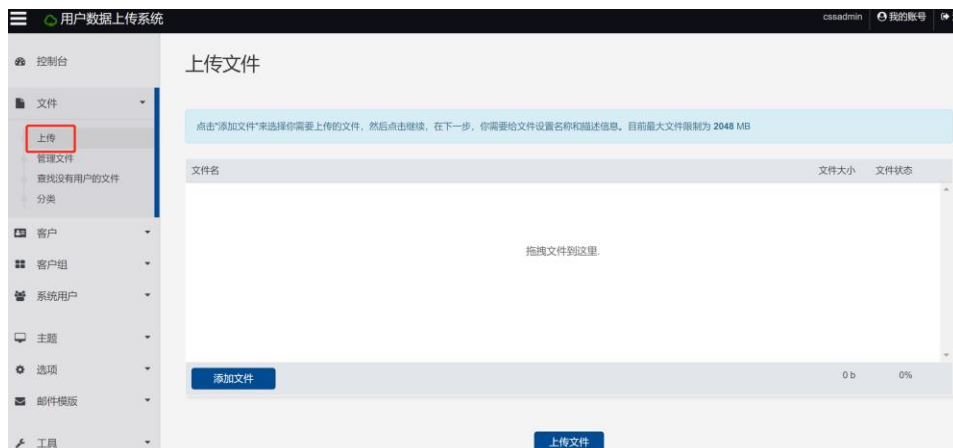 用户数据上传系统
cssadmin 我的账号
控制台
文件
上传
管理文件
查找没有用户的文件
分类
客户
客户组
系统用户
主题
选项
邮件模版
工具
上传文件
点击"添加文件"来选择你需要上传的文件，然后点击继续，在下一步，你需要给文件设置名称和描述信息。目前最大文件限制为 2048 MB
文件名 文件大小 文件状态
拖拽文件到这里.
添加文件 0 b 0%
上传文件